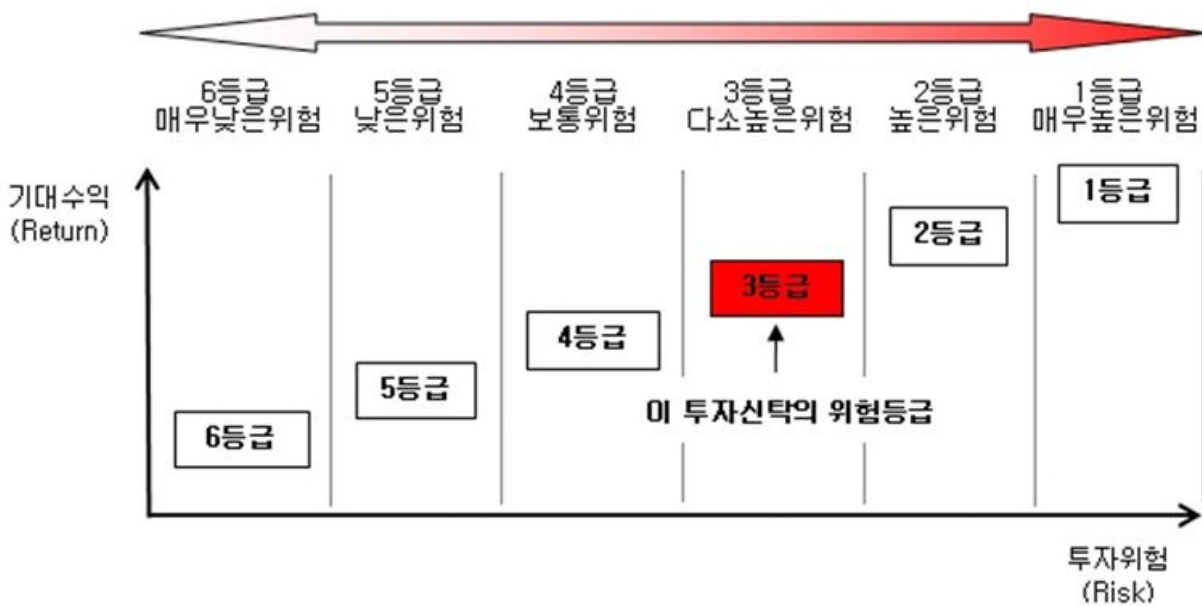 6등급
매우낮은위험
5등급
낮은위험
4등급
보통위험
3등급
다소높은위험
2등급
높은위험
1등급
매우높은위험
기대수익
(Return)
1등급
2등급
3등급
4등급
5등급
6등급
이 투자신탁의 위험등급
투자위험
(Risk)